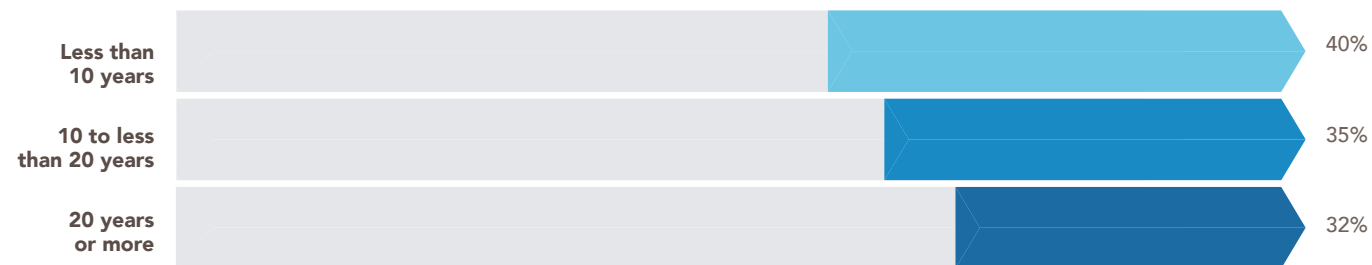 Less than
10 years
40%
10 to less
than 20 years
35%
20 years
or more
32%